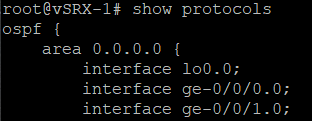 root@vSRX-1# show protocols
ospf {
    area 0.0.0.0 {
        interface lo0.0;
        interface ge-0/0/0.0;
        interface ge-0/0/1.0;